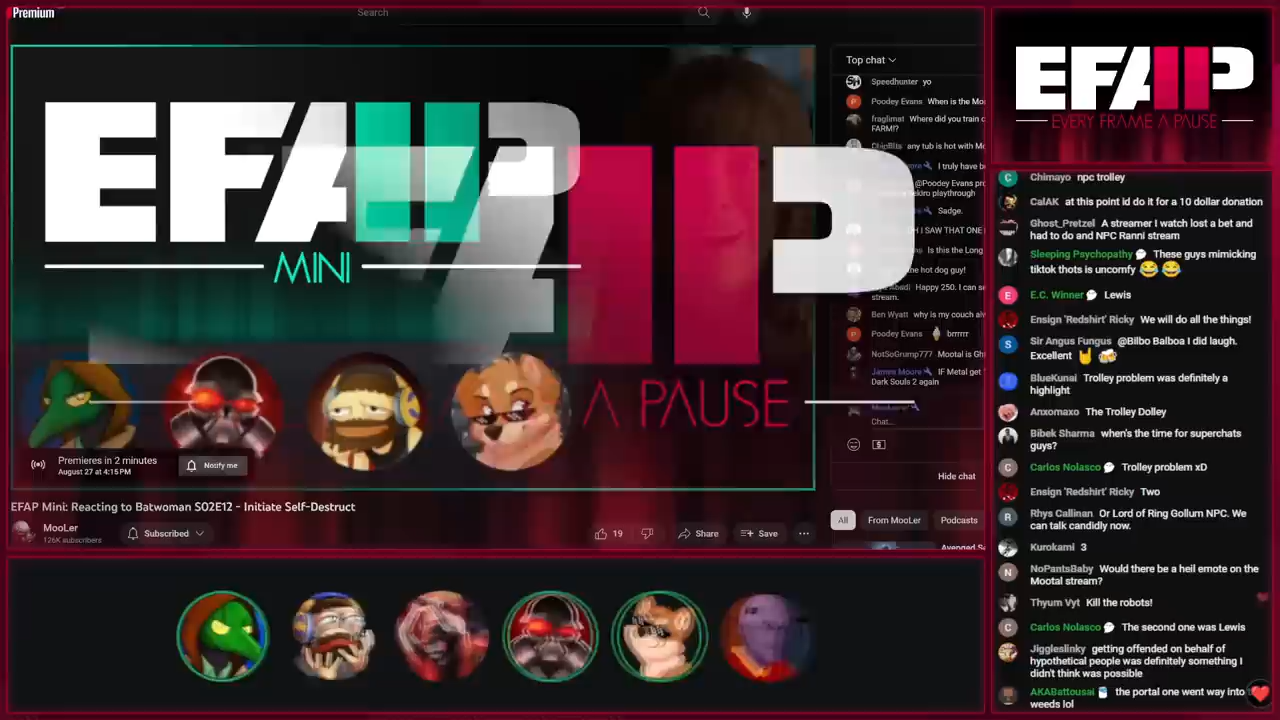 Premium
Search
EFAP
MINI
A PAUSE
Premieres in 2 minutes
August 27 at 4:15 PM
Notify me
EFAP Mini: Reacting to Batwoman S02E12 - Initiate Self-Destruct
MooLer
126K subscribers
Subscribed
19
Share
Save
Top chat
Speedhunter yo
Poodey Evans When is the Mo
fraglimat Where did you train
FARM!?
any tub is hot with Mo
I truly have b
@Poodey Evans pro
playthrough
Sadge.
OH I SAW THAT ONE
Is this the Long
the hot dog guy!
Happy 250. I can se
stream.
Ben Wyatt why is my couch alw
Poodey Evans brrrrr
NotSoGrump777 Mootal is Gh
James Moore IF Metal get
Dark Souls 2 again
Chat...
Hide chat
All
From MooLer
Podcasts
EFAP
EVERY FRAME A PAUSE
Chimayo npc trolley
CalAK at this point id do it for a 10 dollar donation
Ghost_Pretzel A streamer I watch lost a bet and
had to do and NPC Ranni stream
Sleeping Psychopathy These guys mimicking
tiktok thots is uncomfy
E.C. Winner Lewis
Ensign 'Redshirt' Ricky We will do all the things!
Sir Angus Fungus @Bilbo Balboa I did laugh.
Excellent
BlueKunai Trolley problem was definitely a
highlight
Anxomaxo The Trolley Dolley
Bibek Sharma when's the time for superchats
guys?
Carlos Nolasco Trolley problem xD
Ensign 'Redshirt' Ricky Two
Rhys Callinan Or Lord of Ring Gollum NPC. We
can talk candidly now.
Kurokami 3
NoPantsBaby Would there be a heil emote on the
Mootal stream?
Thyum Vyt Kill the robots!
Carlos Nolasco The second one was Lewis
Jiggleslinky getting offended on behalf of
hypothetical people was definitely something I
didn't think was possible
AKABattousai the portal one went way into
weeds lol